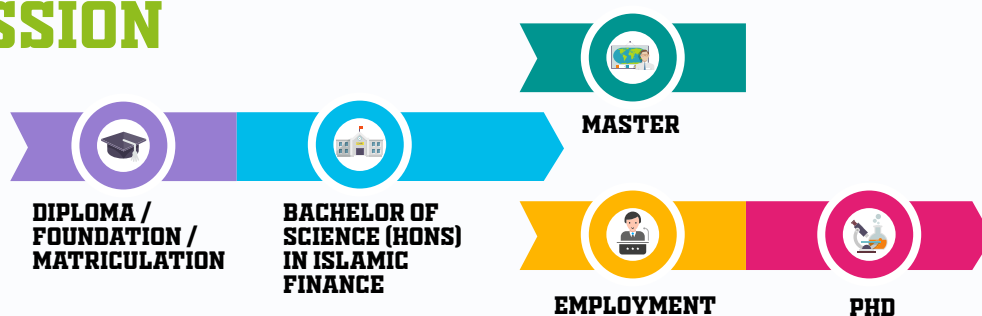 SSION
MASTER
DIPLOMA /
FOUNDATION /
MATRICULATION
BACHELOR OF
SCIENCE (HONS)
IN ISLAMIC
FINANCE
EMPLOYMENT
PHD